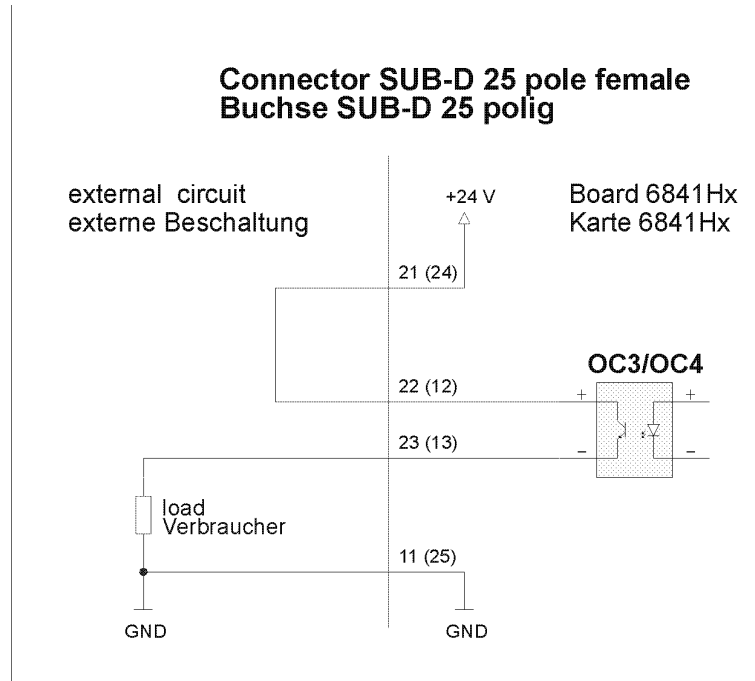 Connector SUB-D 25 pole female
Buchse SUB-D 25 polig
external circuit
externe Beschaltung
+24 V
Board 6841Hx
Karte 6841Hx
21 (24)
OC3/OC4
22 (12)
+
+
23 (13)
–
–
load
Verbraucher
11 (25)
GND
GND